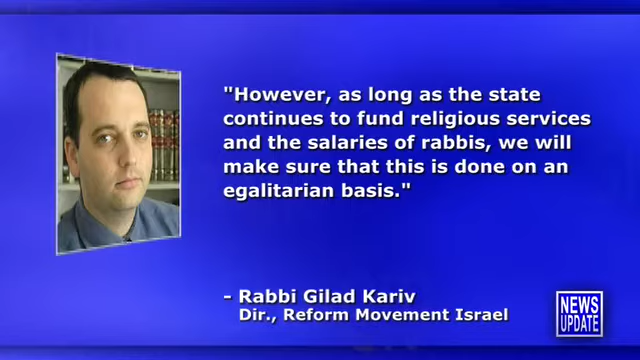 "However, as long as the state
continues to fund religious services
and the salaries of rabbis, we will
make sure that this is done on an
egalitarian basis."
– Rabbi Gilad Kariv
Dir., Reform Movement Israel
NEWS
UPDATE